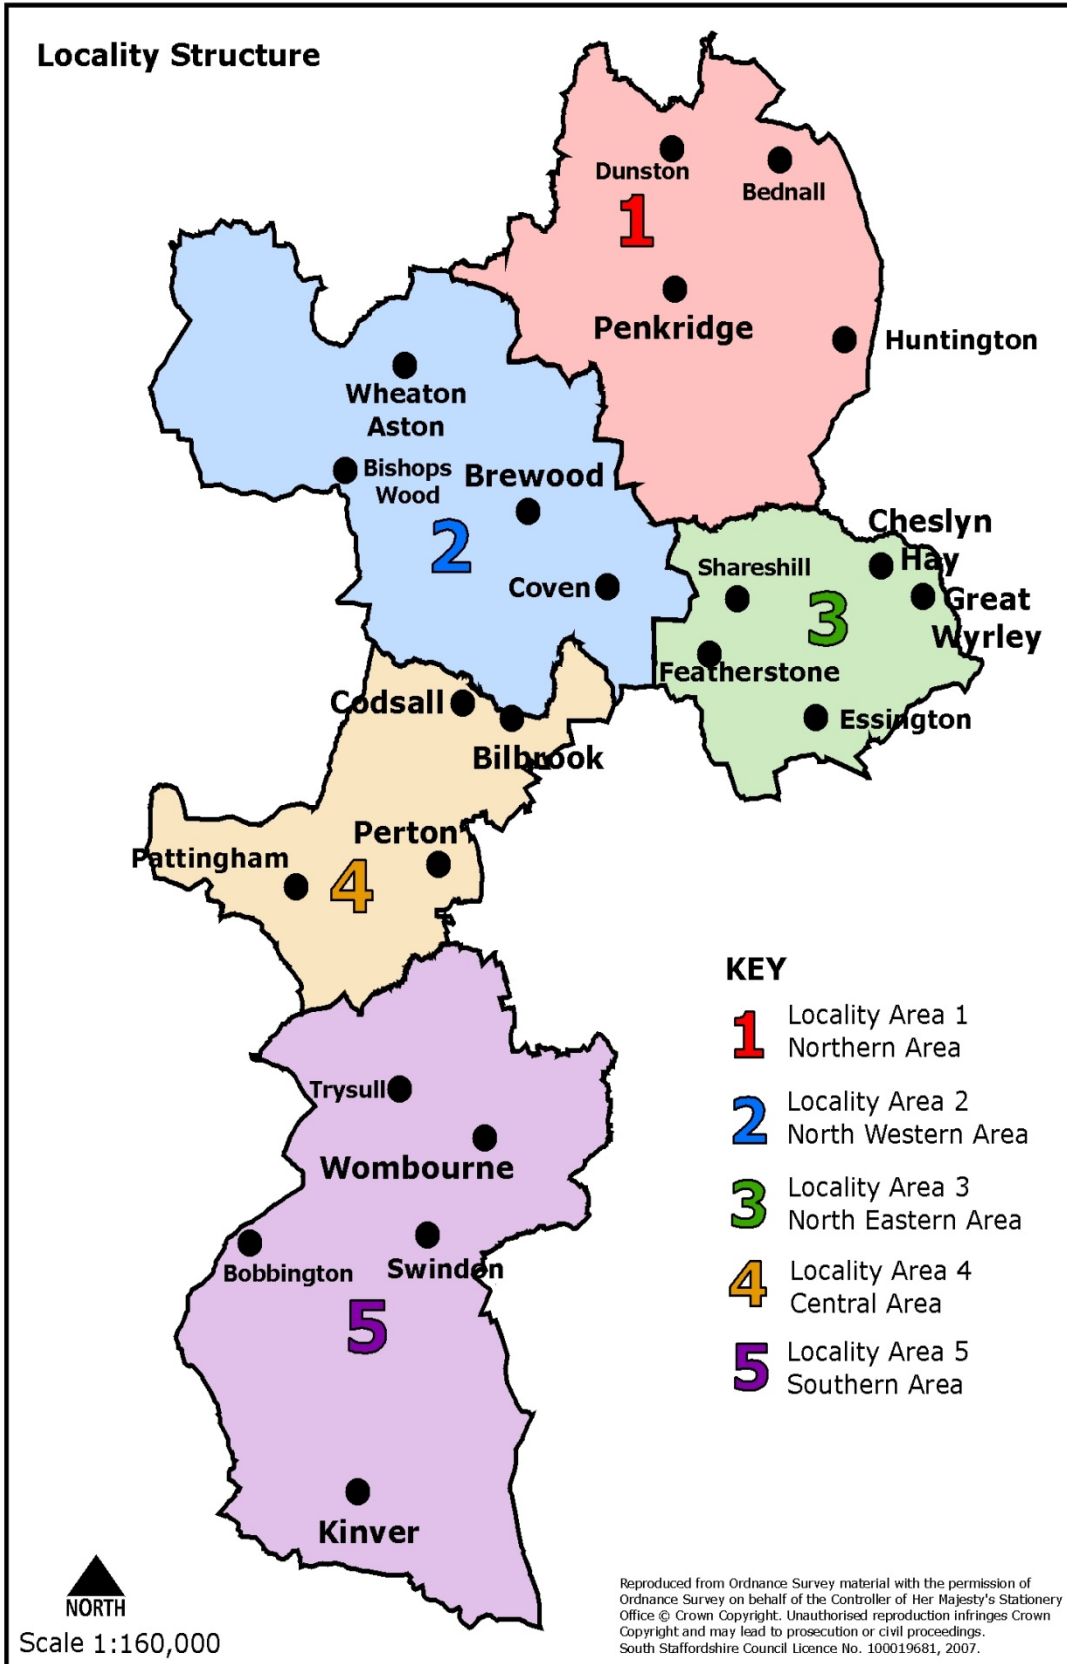 Locality Structure
Dunston
Bednall
1
Penkridge
Huntington
Wheaton
Aston
Bishops
Wood
Brewood
2
Coven
Cheslyn
Hay
Shareshill
3
Great
Wyrley
Featherstone
Essington
Codsall
Bilbrook
Perton
Pattingham
4
Trysull
Wombourne
Bobbington
Swindon
5
Kinver
KEY
1 Locality Area 1
Northern Area
2 Locality Area 2
North Western Area
3 Locality Area 3
North Eastern Area
4 Locality Area 4
Central Area
5 Locality Area 5
Southern Area
NORTH
Scale 1:160,000
Reproduced from Ordnance Survey material with the permission of
Ordnance Survey on behalf of the Controller of Her Majesty's Stationery
Office © Crown Copyright. Unauthorised reproduction infringes Crown
Copyright and may lead to prosecution or civil proceedings.
South Staffordshire Council Licence No. 100019681, 2007.